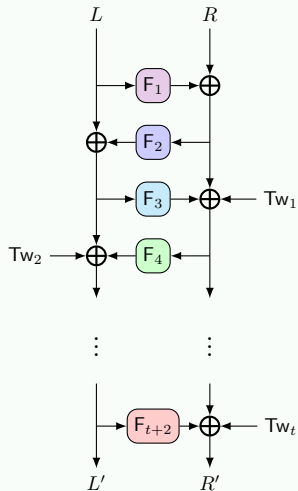 L R
F₁
F₂
F₃ Tw₁
Tw₂ F₄
⋮ ⋮
Fₜ₊₂ Twₜ
L′ R′